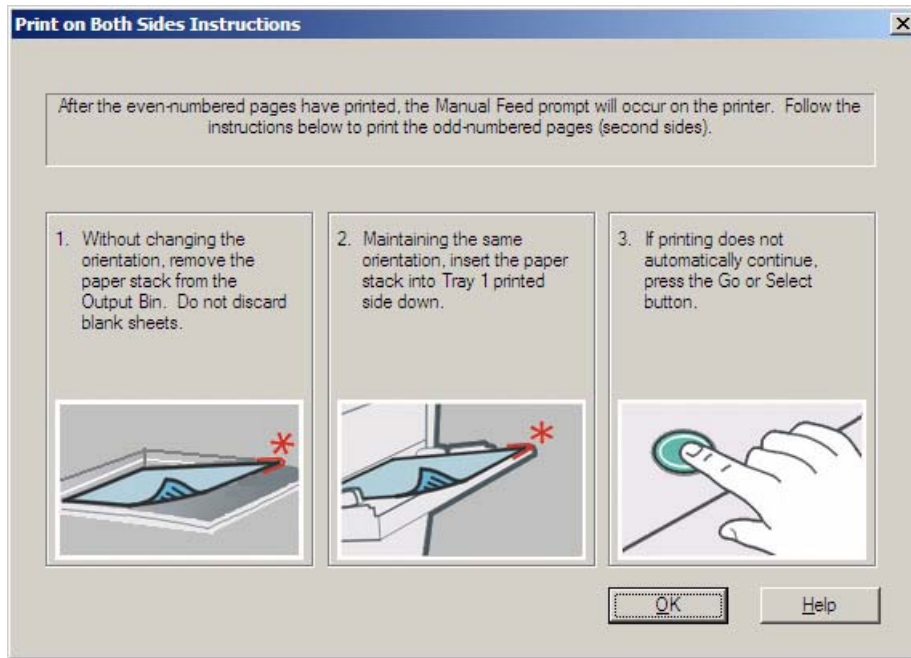 Print on Both Sides Instructions
After the even-numbered pages have printed, the Manual Feed prompt will occur on the printer. Follow the
instructions below to print the odd-numbered pages (second sides).
1. Without changing the
orientation, remove the
paper stack from the
Output Bin. Do not discard
blank sheets.
2. Maintaining the same
orientation, insert the paper
stack into Tray 1 printed
side down.
3. If printing does not
automatically continue,
press the Go or Select
button.
OK
Help